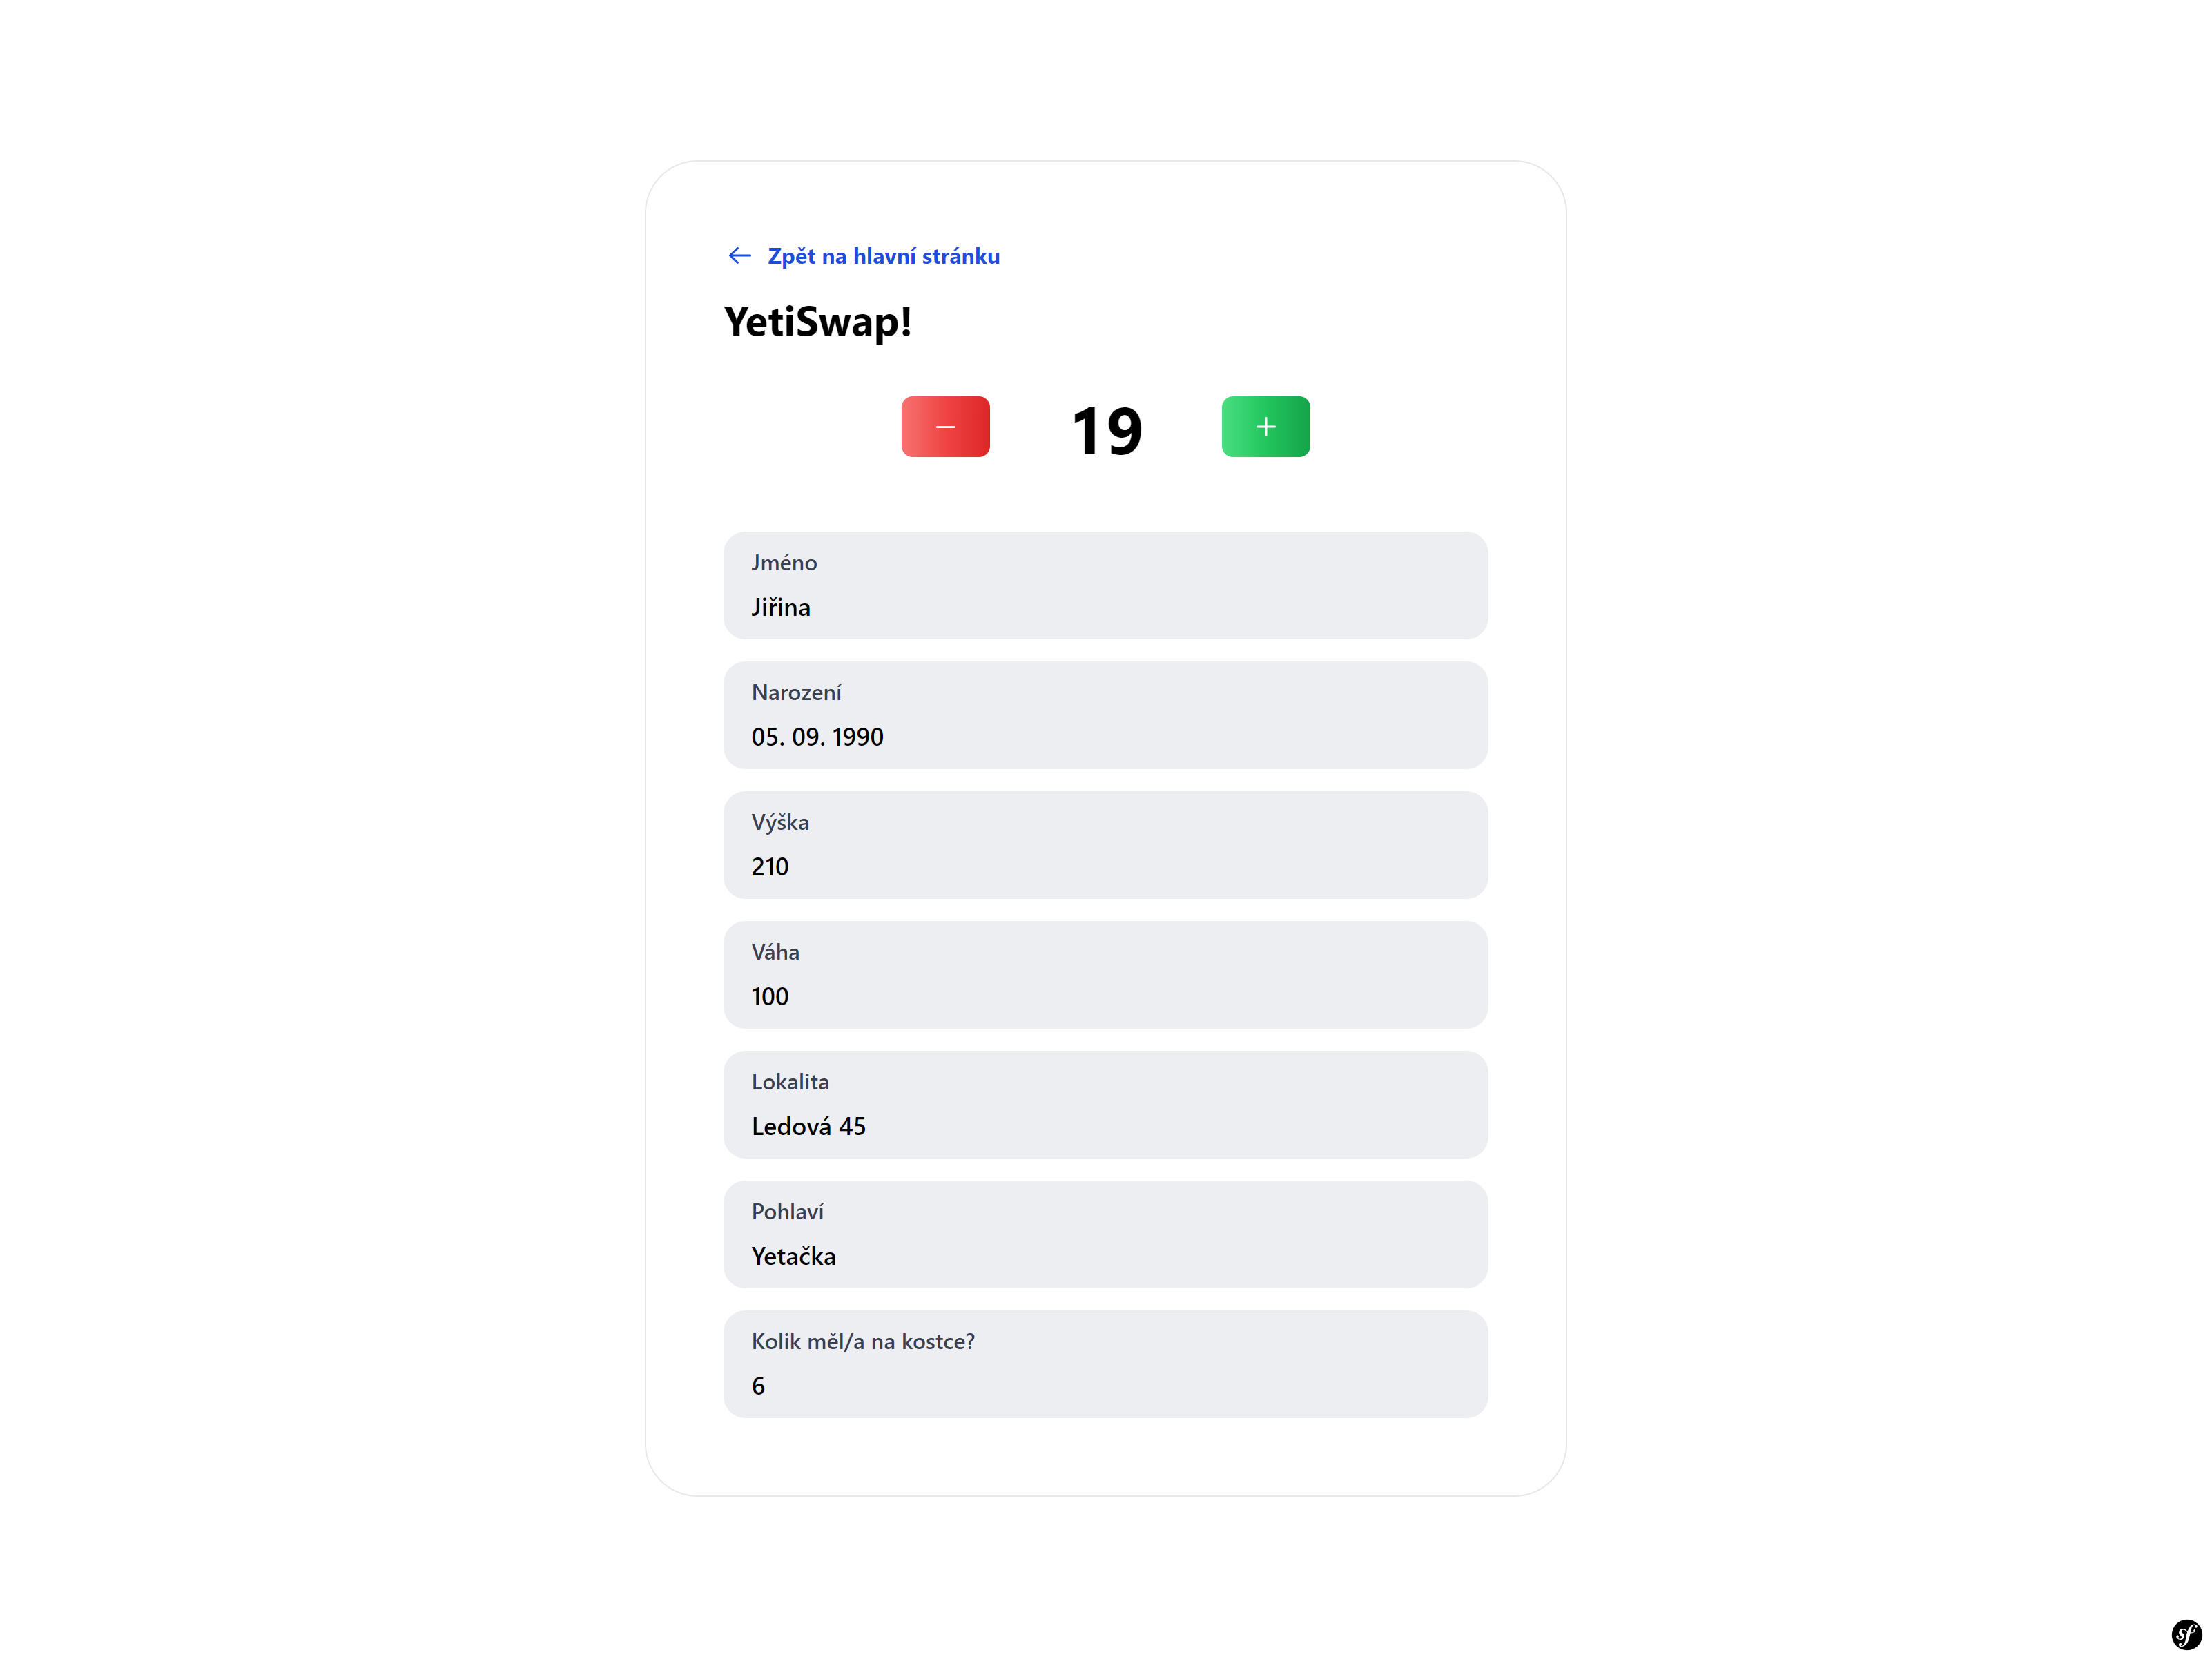 Zpět na hlavní stránku
YetiSwap!
19
Jméno
Jiřina
Narození
05. 09. 1990
Výška
210
Váha
100
Lokalita
Ledová 45
Pohlaví
Yetačka
Kolik měl/a na kostce?
6
sf